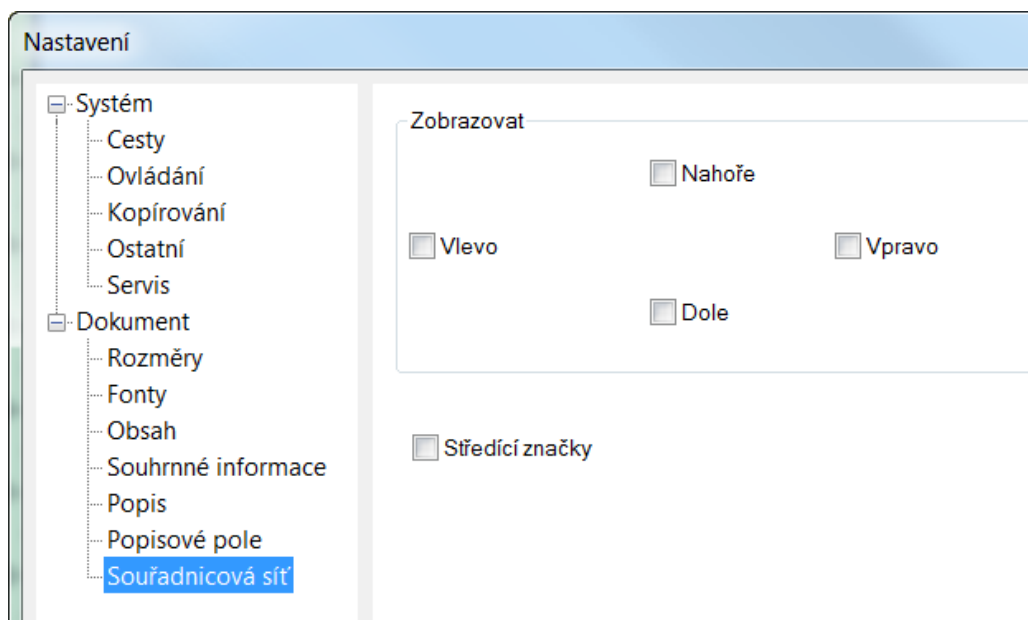 Nastavení
Systém
Cesty
Ovládání
Kopírování
Ostatní
Servis
Dokument
Rozměry
Fonty
Obsah
Souhrnné informace
Popis
Popisové pole
Souřadnicová síť
Zobrazovat
Nahoře
Vlevo
Vpravo
Dole
Středící značky